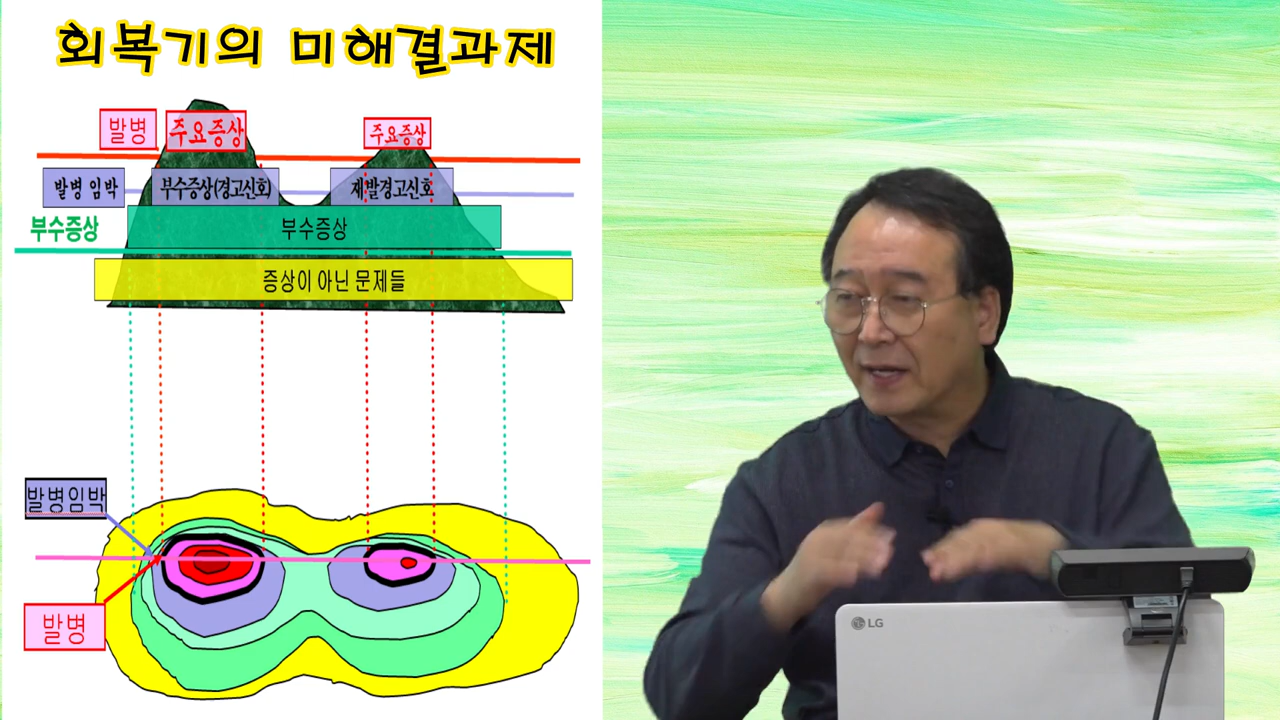 회복기의 미해결과제
발병
주요증상
주요증상
발병 임박
부수증상(경고신호)
재발경고신호
부수증상
부수증상
증상이 아닌 문제들
발병임박
발병
LG